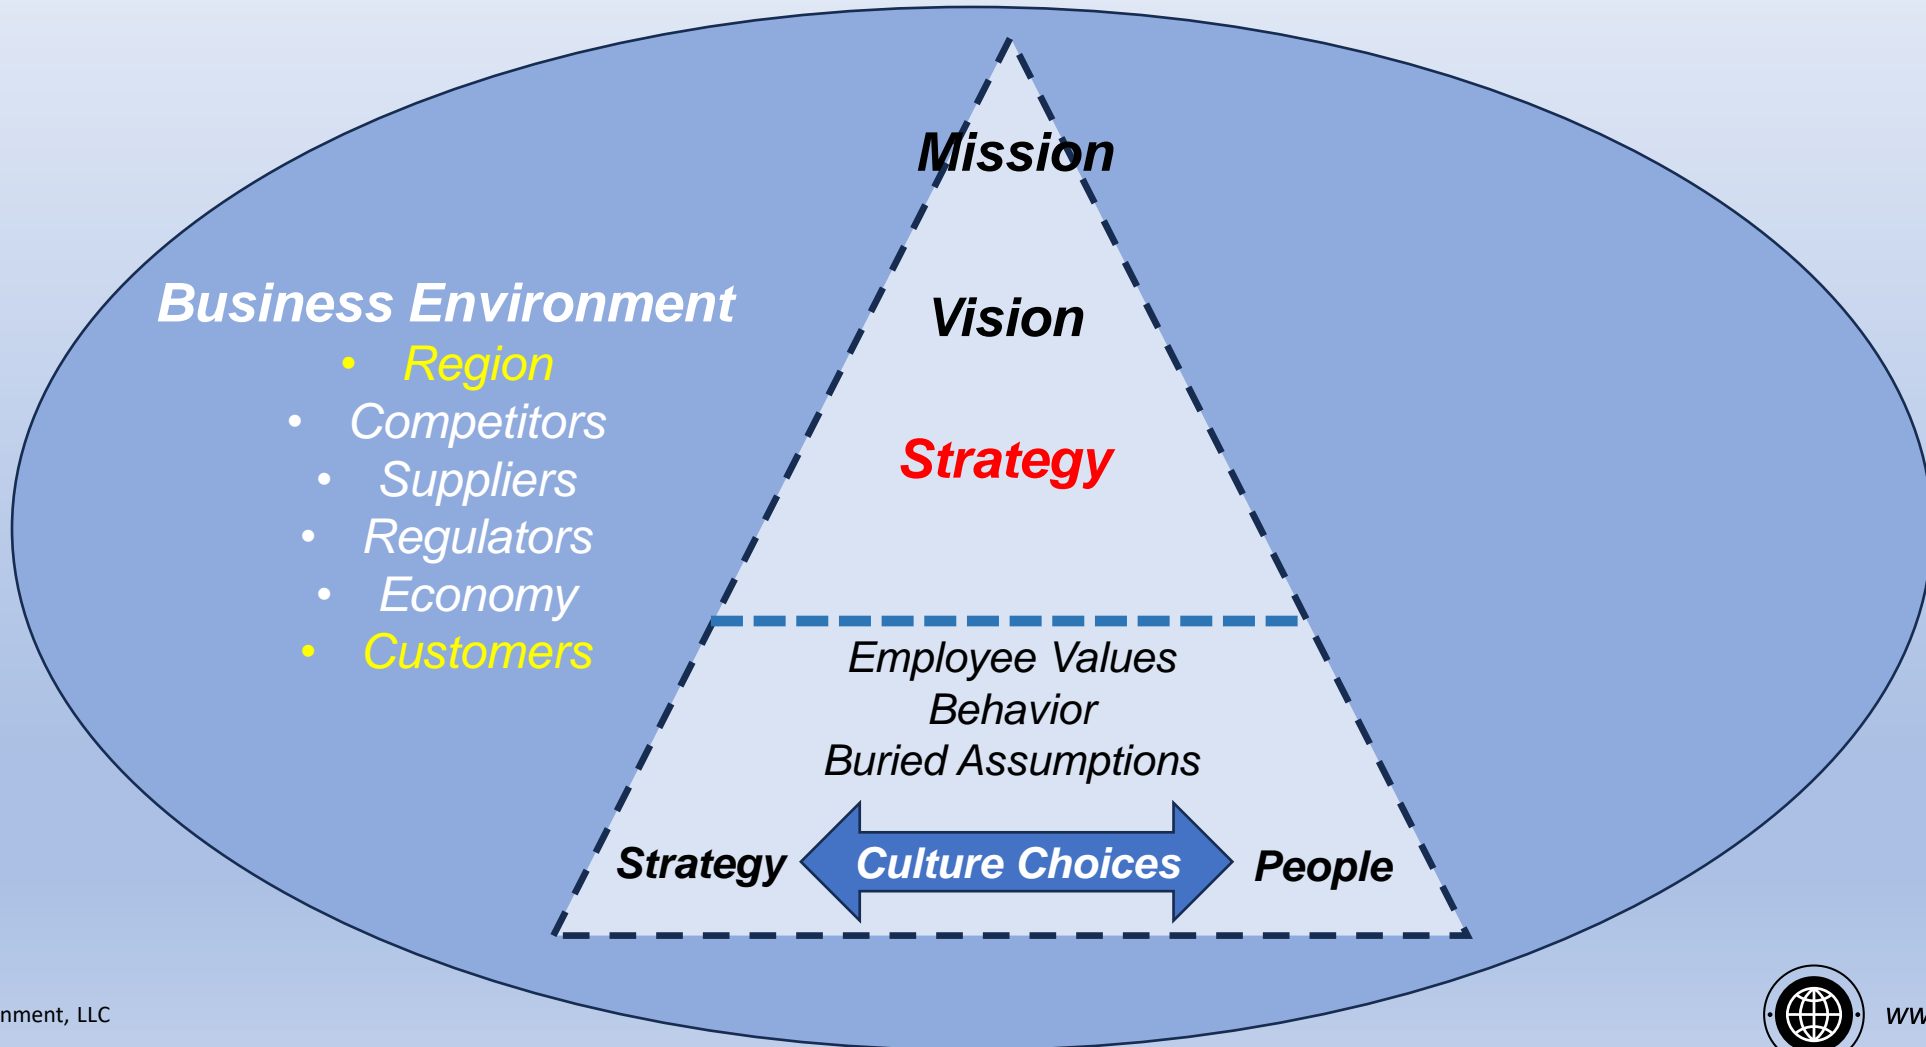 Mission
Vision
Strategy
Business Environment
• Region
• Competitors
• Suppliers
• Regulators
• Economy
• Customers
Employee Values
Behavior
Buried Assumptions
Strategy
Culture Choices
People
LLC